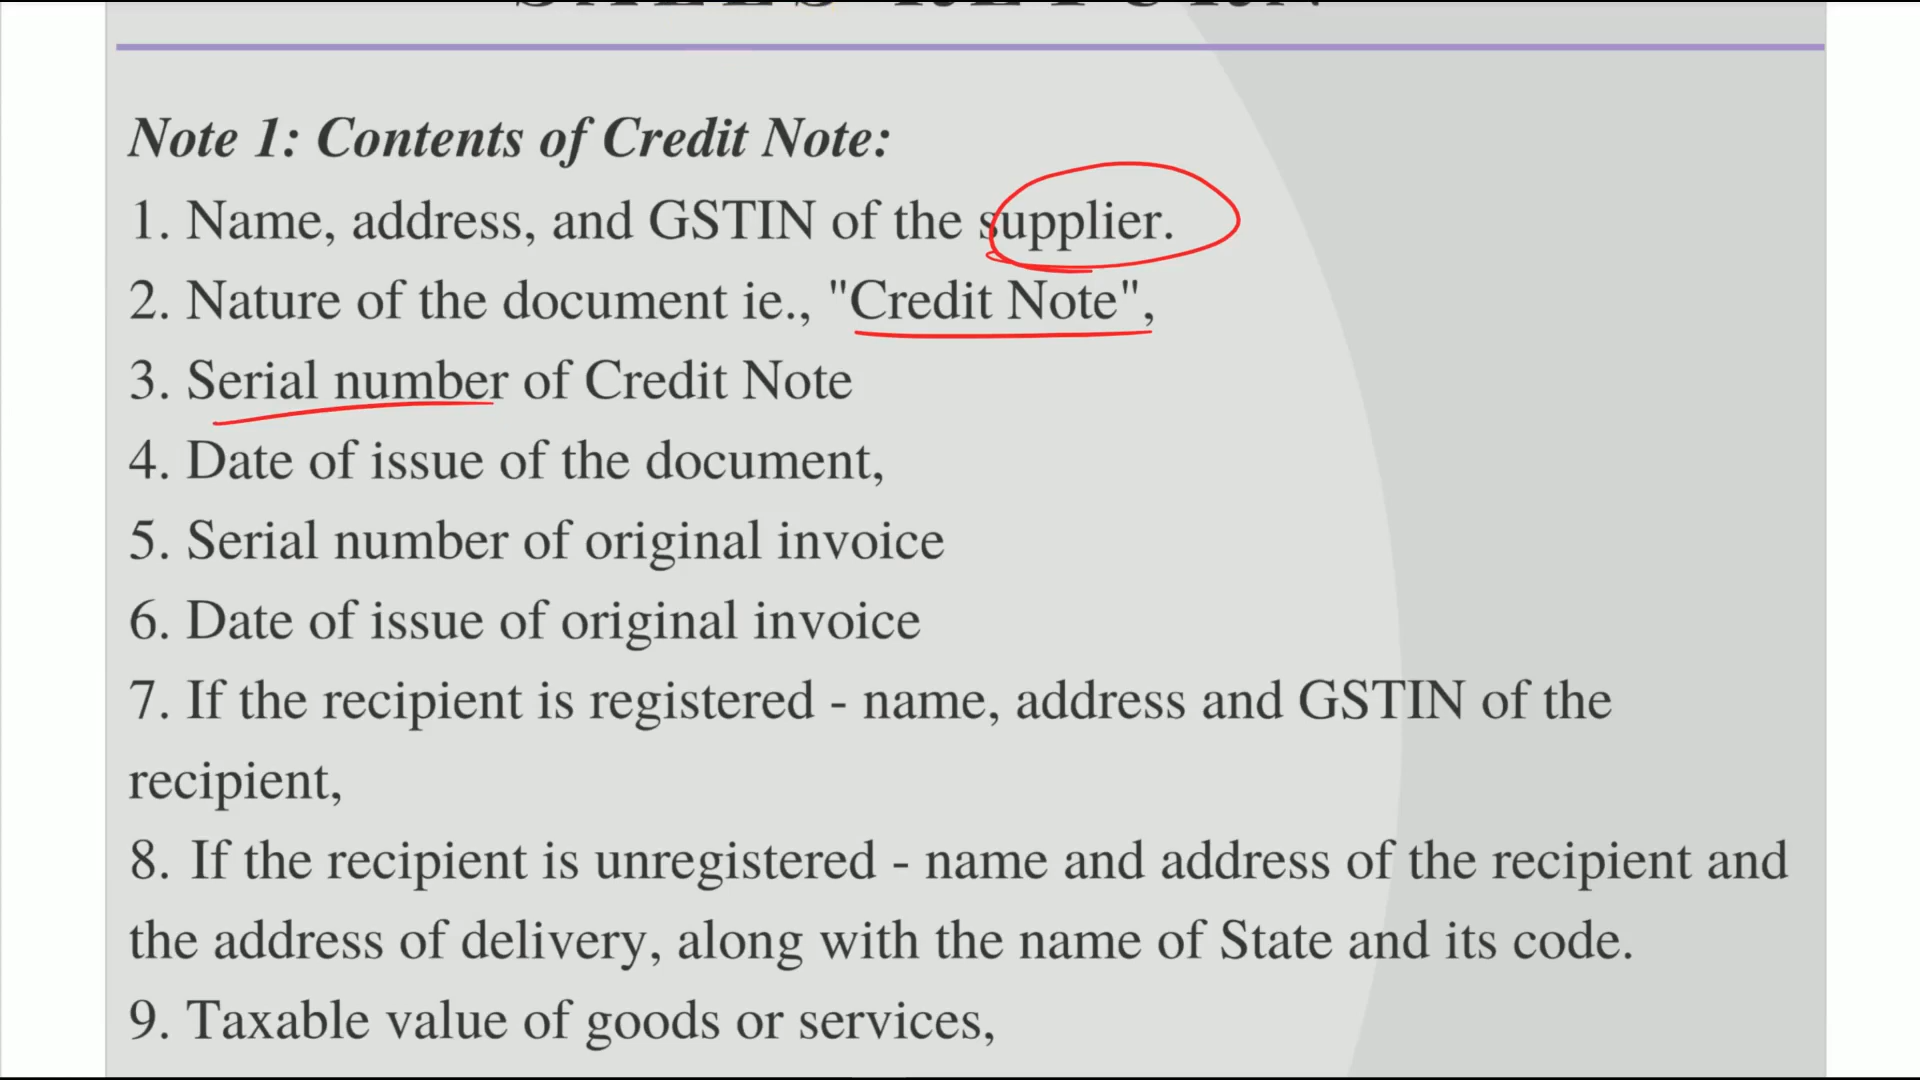 Note 1: Contents of Credit Note:
1. Name, address, and GSTIN of the supplier.
2. Nature of the document ie., "Credit Note",
3. Serial number of Credit Note
4. Date of issue of the document,
5. Serial number of original invoice
6. Date of issue of original invoice
7. If the recipient is registered - name, address and GSTIN of the
recipient,
8. If the recipient is unregistered - name and address of the recipient and
the address of delivery, along with the name of State and its code.
9. Taxable value of goods or services,